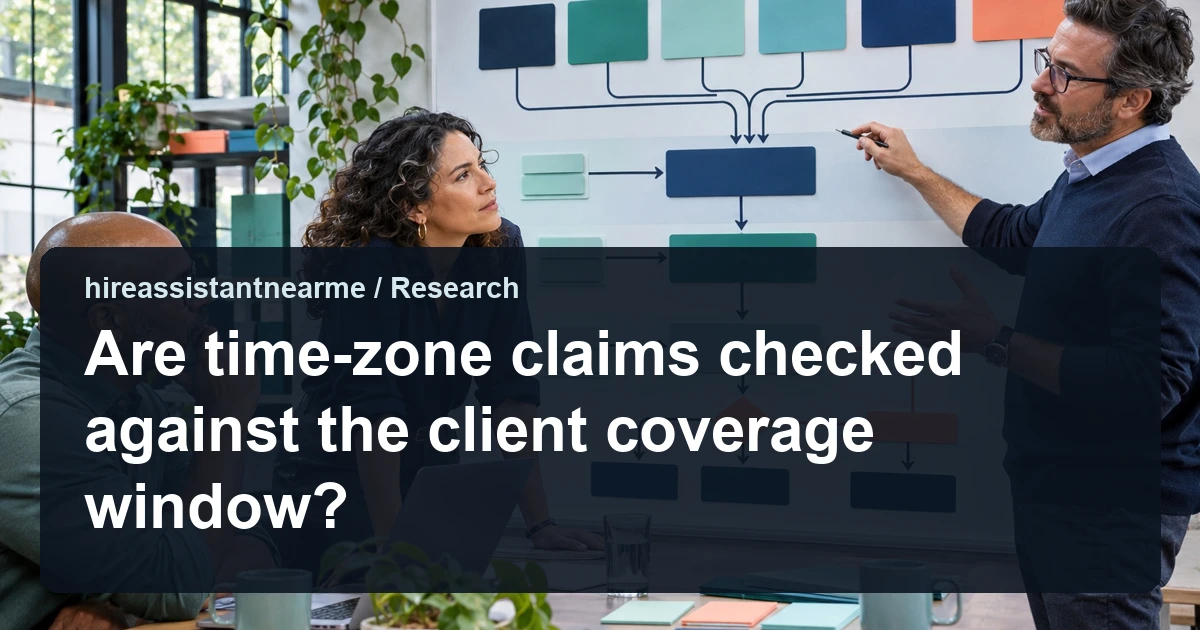 hireassistantnearme / Research
Are time-zone claims checked
against the client coverage
window?